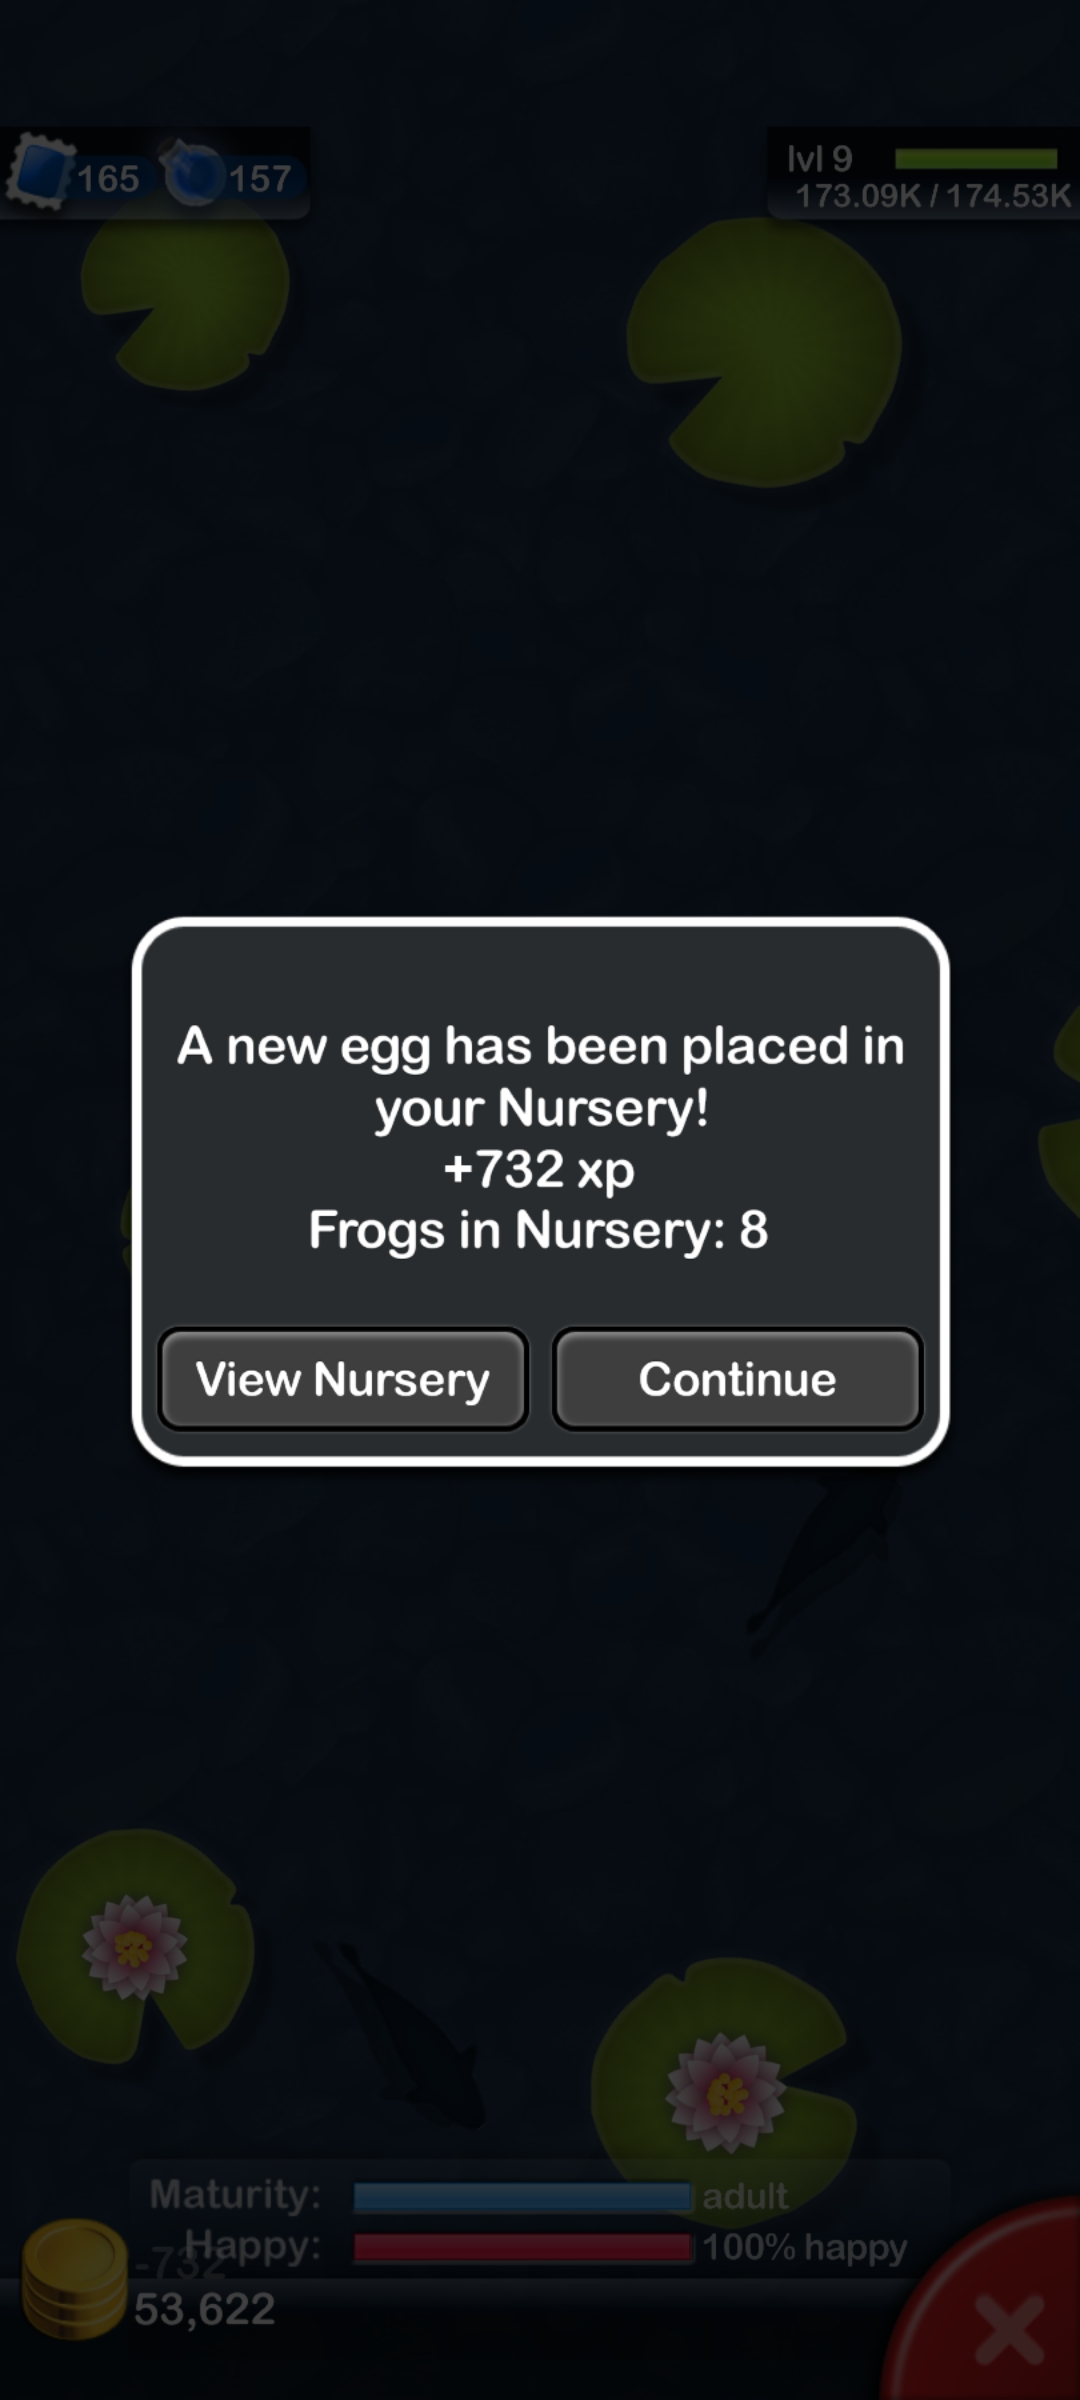 165 157
lvl 9
173.09K / 174.53K
A new egg has been placed in
your Nursery!
+732 xp
Frogs in Nursery: 8
View Nursery Continue
Maturity: adult
Happy: 100% happy
-732
53,622